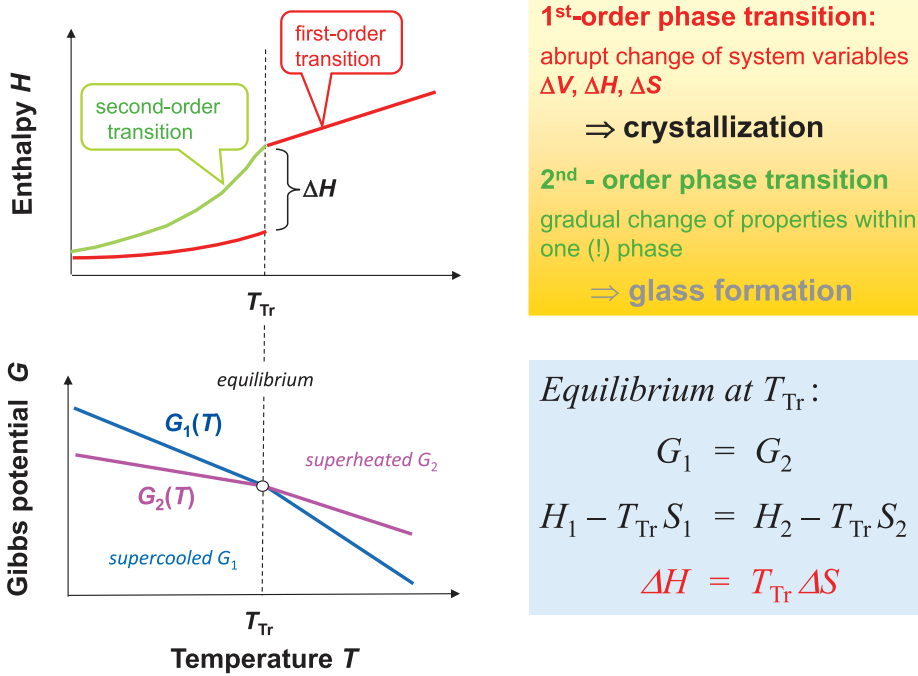 Enthalpy H
first-order
transition
second-order
transition
ΔH
T_Tr
1st-order phase transition:
abrupt change of system variables
ΔV, ΔH, ΔS
⇒ crystallization
2nd - order phase transition
gradual change of properties within
one (!) phase
⇒ glass formation
Gibbs potential G
equilibrium
G₁(T)
superheated G₂
G₂(T)
supercooled G₁
T_Tr
Temperature T
Equilibrium at T_Tr :
G₁ = G₂
H₁ – T_Tr S₁ = H₂ – T_Tr S₂
ΔH = T_Tr ΔS